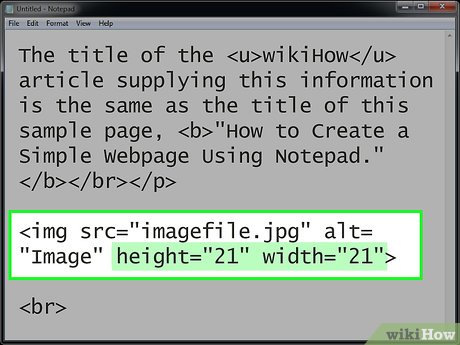 Untitled - Notepad
File Edit Format View Help
The title of the <u>wikiHow</u>
article supplying this information
is the same as the title of this
sample page, <b>"How to Create a
Simple Webpage Using Notepad."
</b></br></p>
<img src="imagefile.jpg" alt=
"Image" height="21" width="21">
<br>
wikiHow